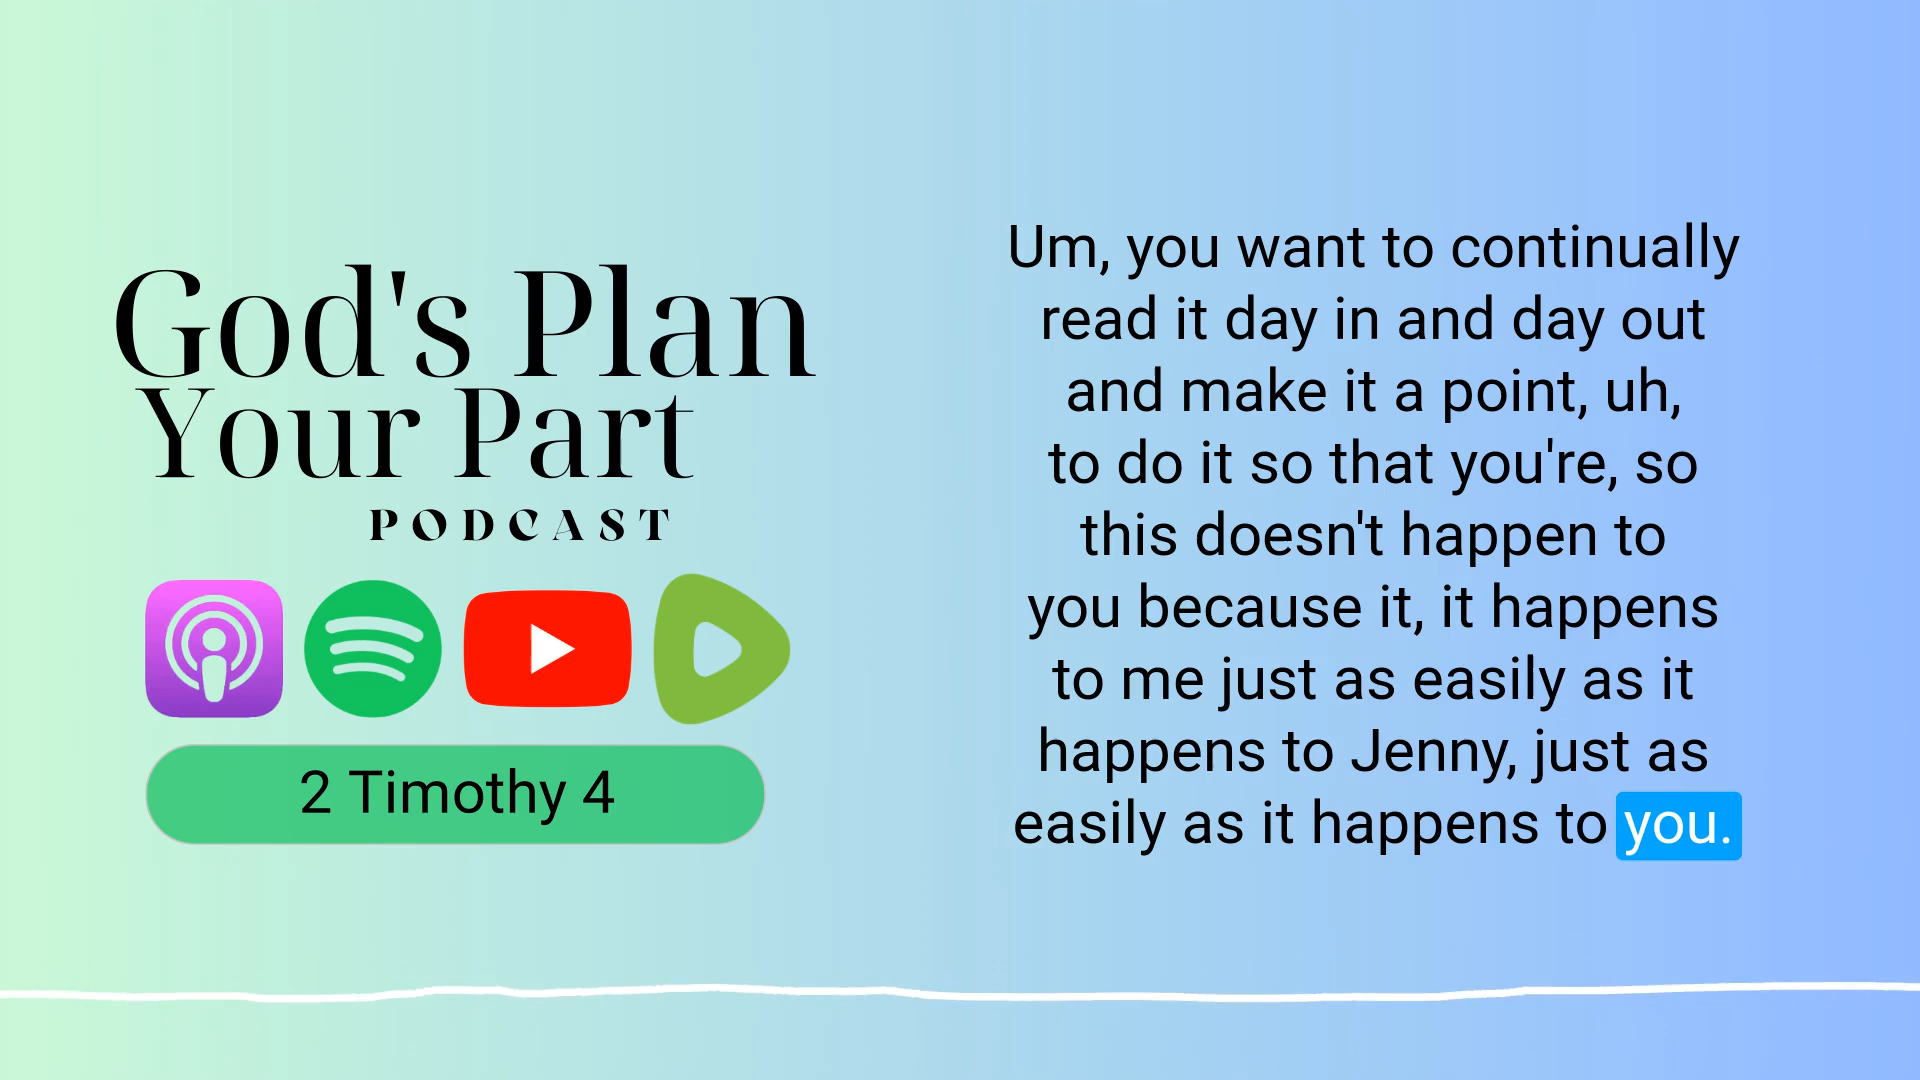 God's Plan
Your Part
PODCAST
2 Timothy 4
Um, you want to continually
read it day in and day out
and make it a point, uh,
to do it so that you're, so
this doesn't happen to
you because it, it happens
to me just as easily as it
happens to Jenny, just as
easily as it happens to you.